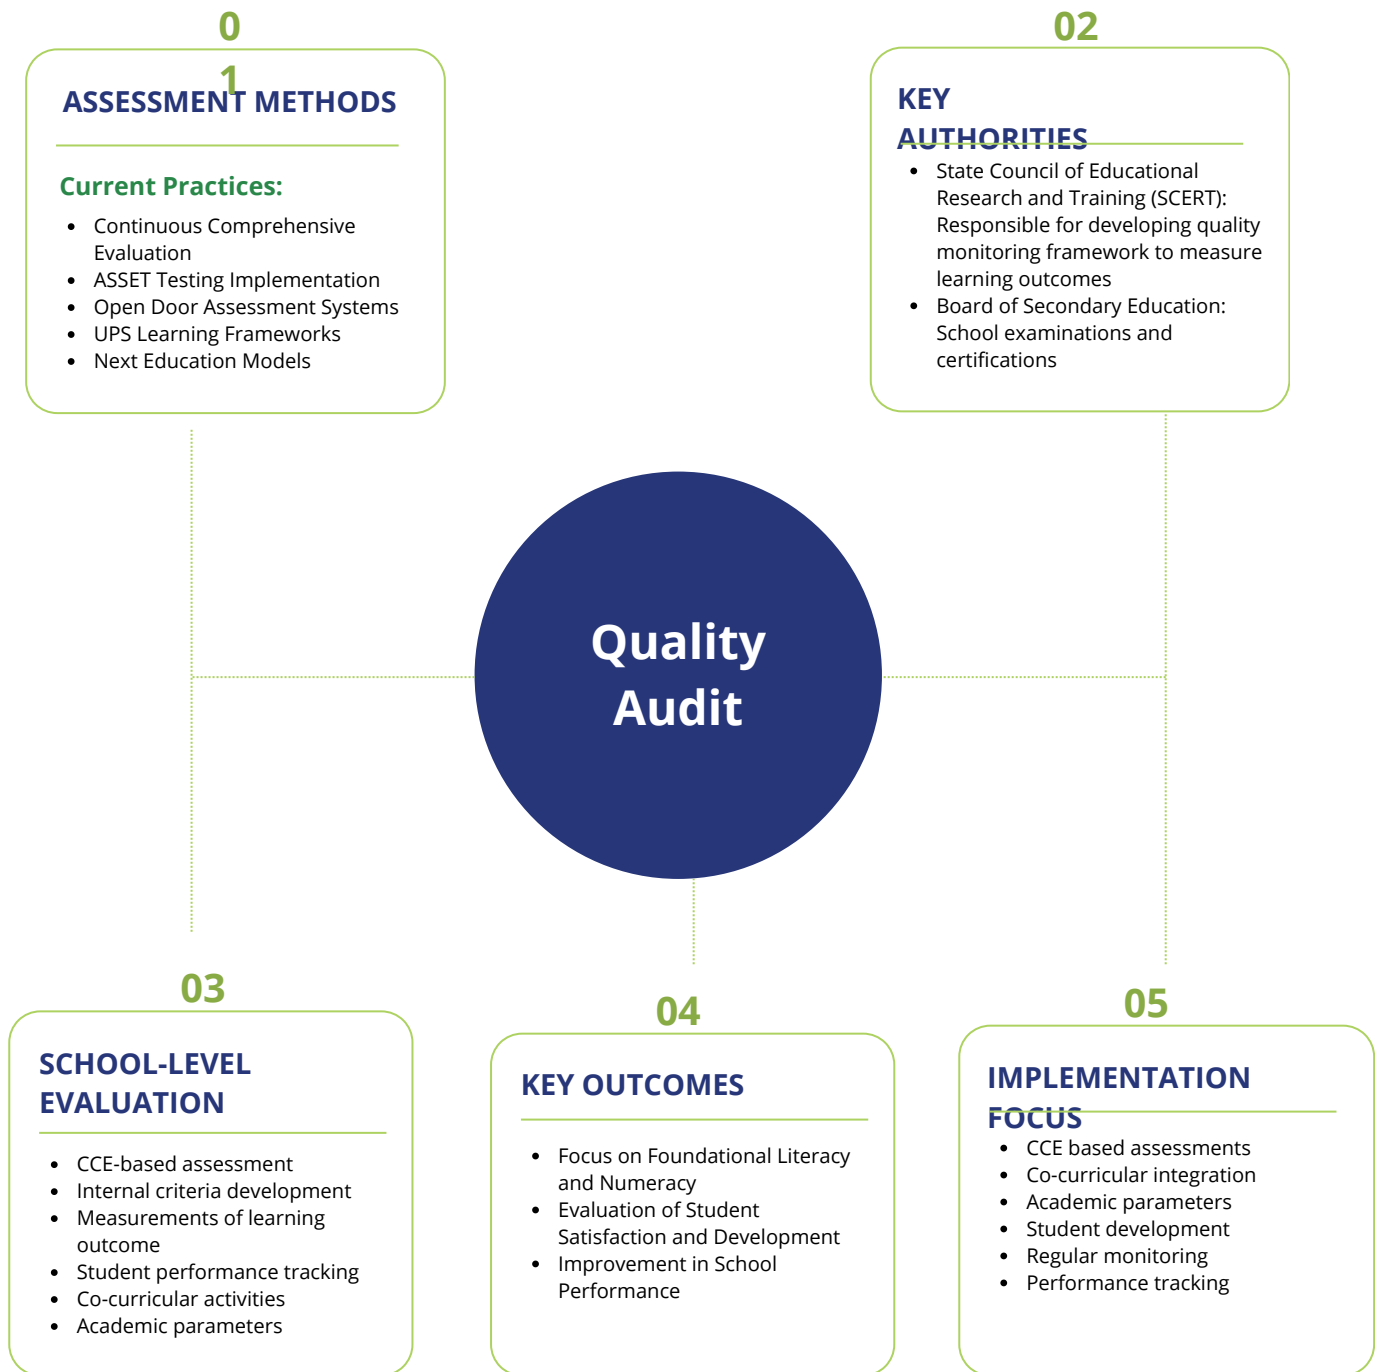 0
1
ASSESSMENT METHODS
Current Practices:
• Continuous Comprehensive
Evaluation
• ASSET Testing Implementation
• Open Door Assessment Systems
• UPS Learning Frameworks
• Next Education Models
02
KEY
AUTHORITIES
• State Council of Educational
Research and Training (SCERT):
Responsible for developing quality
monitoring framework to measure
learning outcomes
• Board of Secondary Education:
School examinations and
certifications
Quality
Audit
03
SCHOOL-LEVEL
EVALUATION
• CCE-based assessment
• Internal criteria development
• Measurements of learning
outcome
• Student performance tracking
• Co-curricular activities
• Academic parameters
04
KEY OUTCOMES
• Focus on Foundational Literacy
and Numeracy
• Evaluation of Student
Satisfaction and Development
• Improvement in School
Performance
05
IMPLEMENTATION
FOCUS
• CCE based assessments
• Co-curricular integration
• Academic parameters
• Student development
• Regular monitoring
• Performance tracking